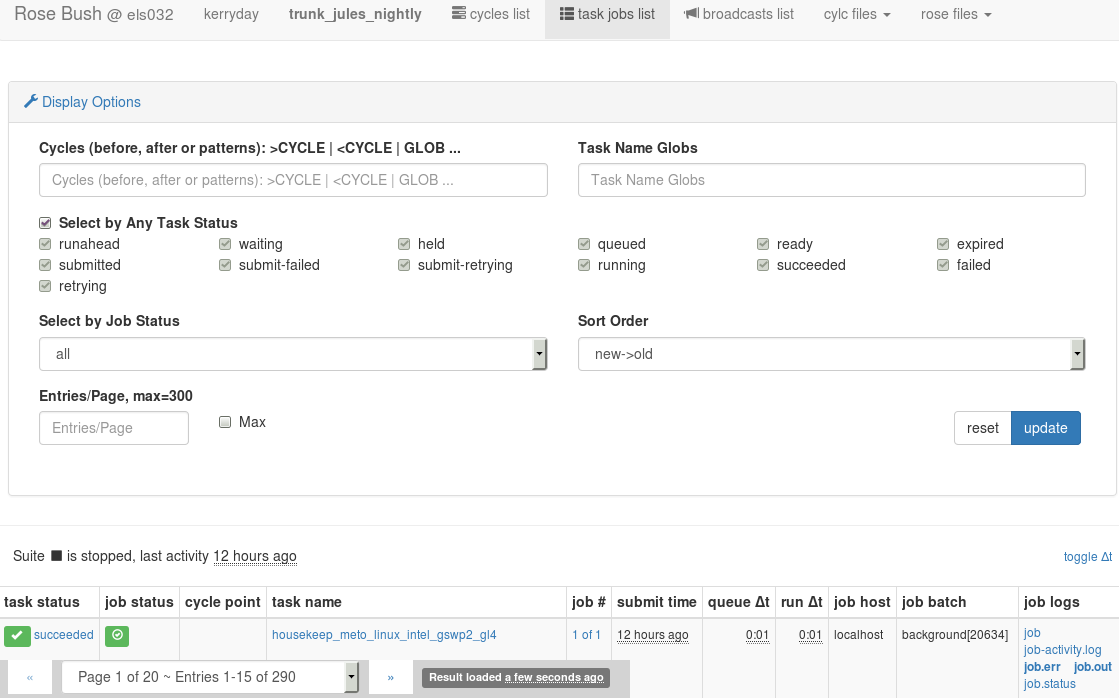 Rose Bush @ els032 kerryday trunk_jules_nightly cycles list task jobs list broadcasts list cylc files rose files
Display Options
Cycles (before, after or patterns): >CYCLE | <CYCLE | GLOB ... Task Name Globs
Cycles (before, after or patterns): >CYCLE | <CYCLE | GLOB ... Task Name Globs
Select by Any Task Status
runahead waiting held queued ready expired
submitted submit-failed submit-retrying running succeeded failed
retrying
Select by Job Status Sort Order
all new->old
Entries/Page, max=300
Entries/Page Max reset update
Suite is stopped, last activity 12 hours ago toggle Δt
task status job status cycle point task name job # submit time queue Δt run Δt job host job batch job logs
succeeded housekeep_meto_linux_intel_gswp2_gl4 1 of 1 12 hours ago 0:01 0:01 localhost background[20634] job
job-activity.log
job.err job.out
job.status
« Page 1 of 20 ~ Entries 1-15 of 290 » Result loaded a few seconds ago